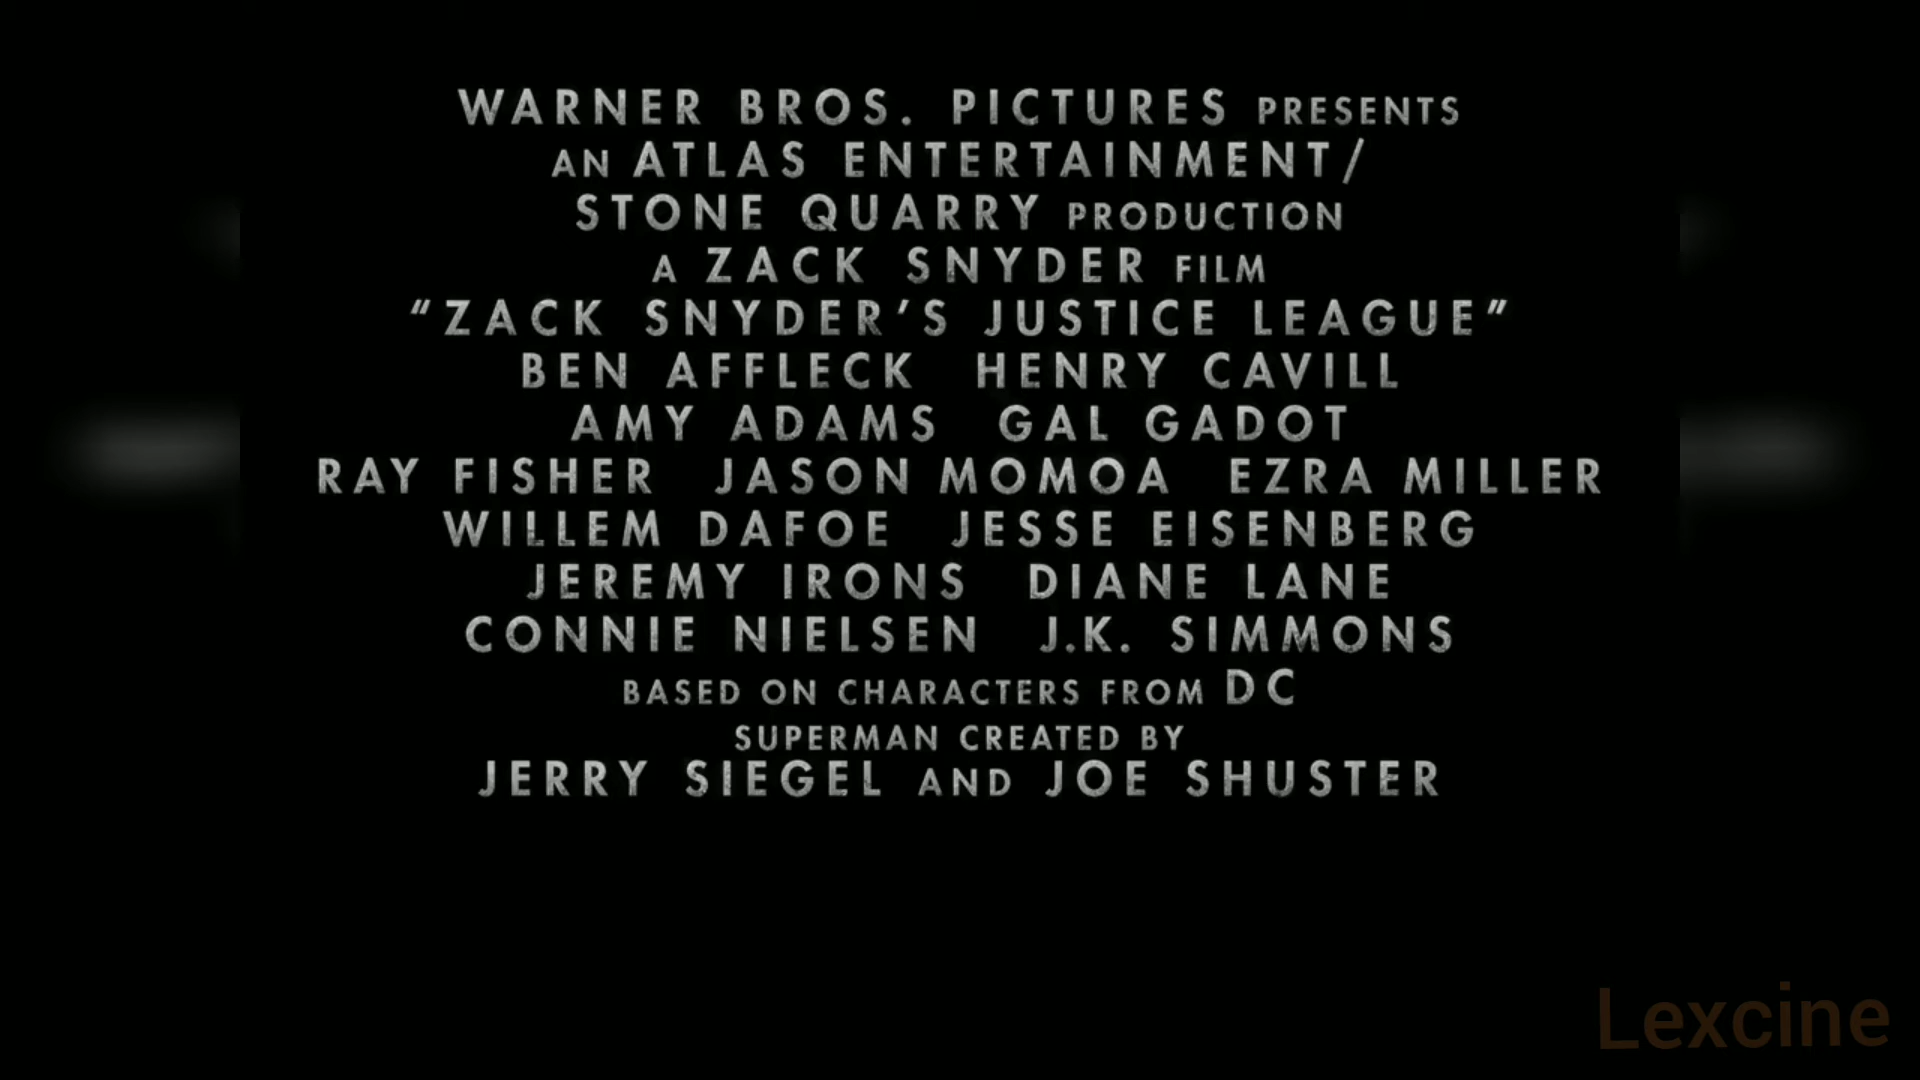 WARNER BROS. PICTURES PRESENTS
AN ATLAS ENTERTAINMENT/
STONE QUARRY PRODUCTION
A ZACK SNYDER FILM
"ZACK SNYDER'S JUSTICE LEAGUE"
BEN AFFLECK HENRY CAVILL
AMY ADAMS GAL GADOT
RAY FISHER JASON MOMOA EZRA MILLER
WILLEM DAFOE JESSE EISENBERG
JEREMY IRONS DIANE LANE
CONNIE NIELSEN J.K. SIMMONS
BASED ON CHARACTERS FROM DC
SUPERMAN CREATED BY
JERRY SIEGEL AND JOE SHUSTER
Lexcine